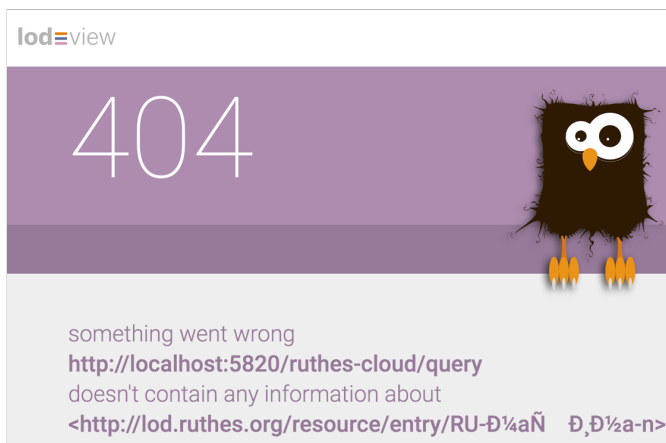 lodview
404
something went wrong
http://localhost:5820/ruthes-cloud/query
doesn't contain any information about
<http://lod.ruthes.org/resource/entry/RU-Ð¼aÑ Ð¸Ð½a-n>